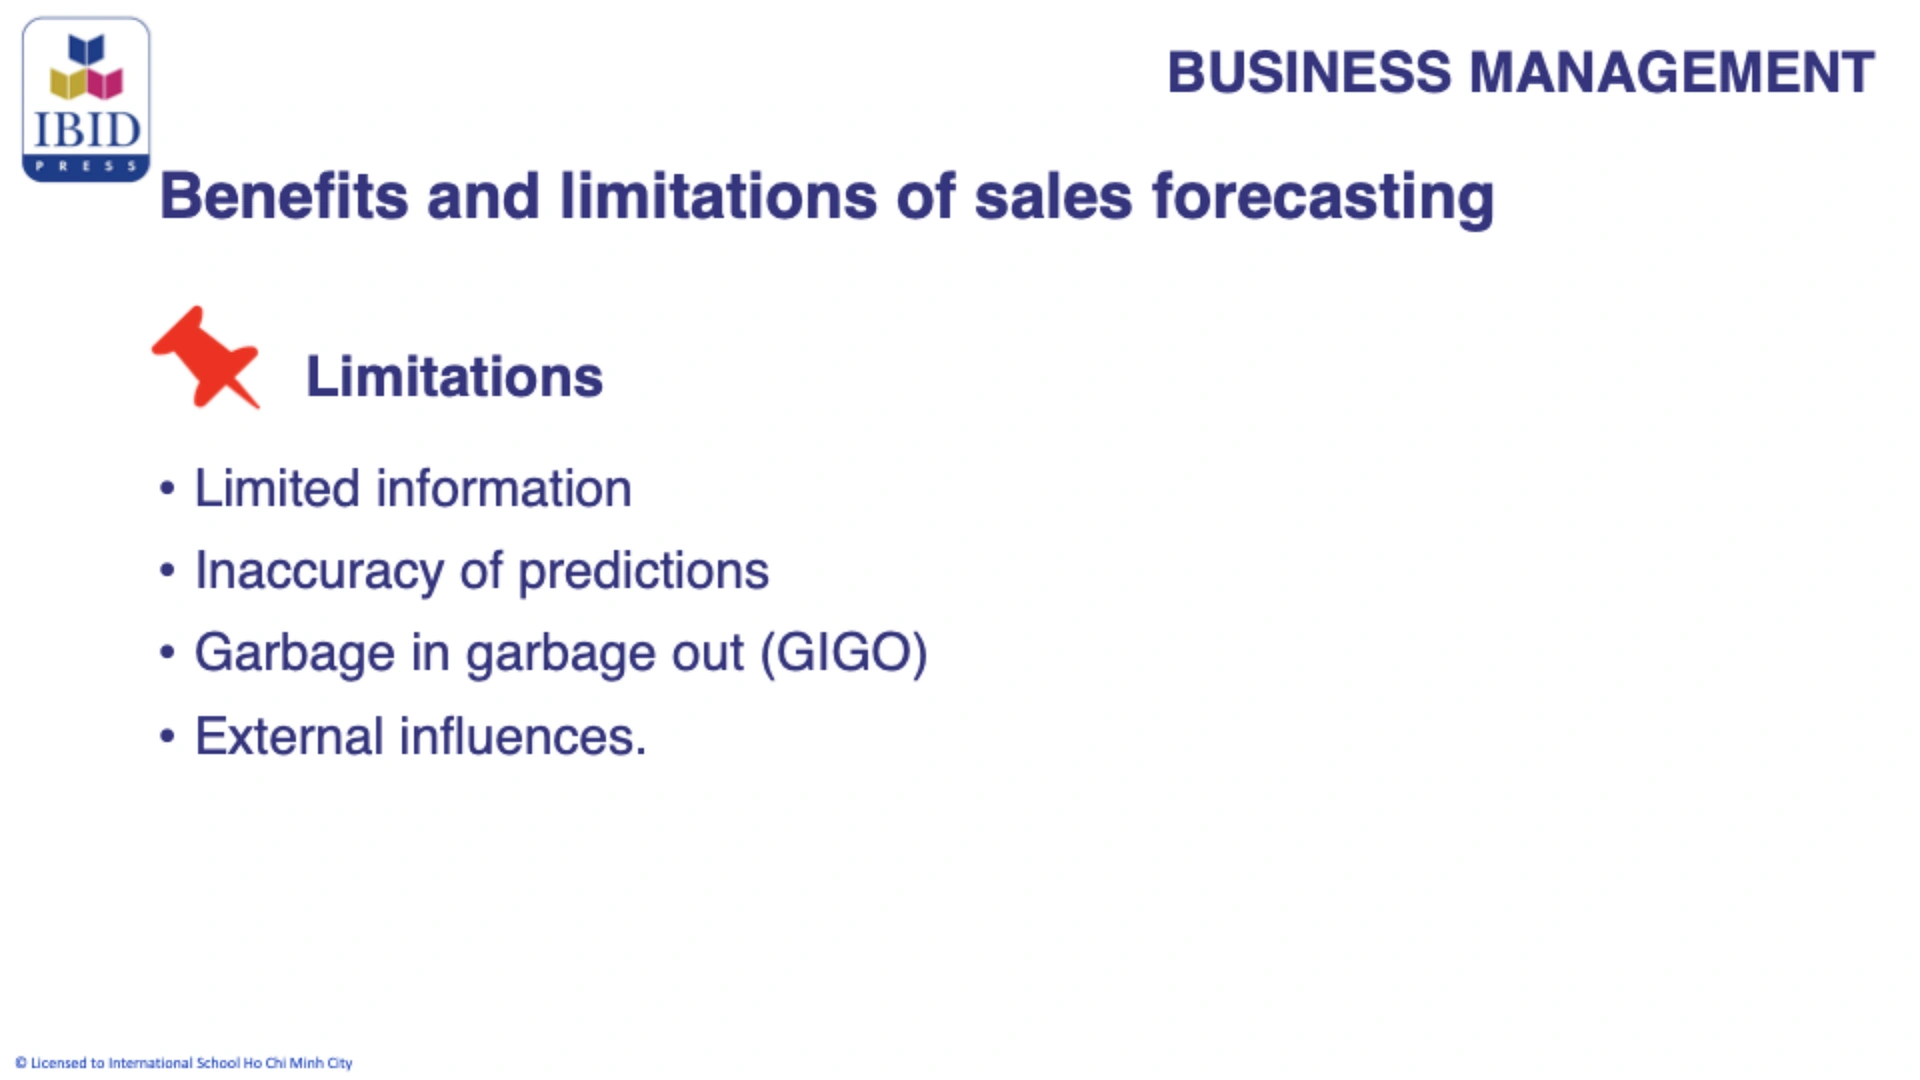 IBID
PRESS
BUSINESS MANAGEMENT
Benefits and limitations of sales forecasting
Limitations
• Limited information
• Inaccuracy of predictions
• Garbage in garbage out (GIGO)
• External influences.
© Licensed to International School Ho Chi Minh City